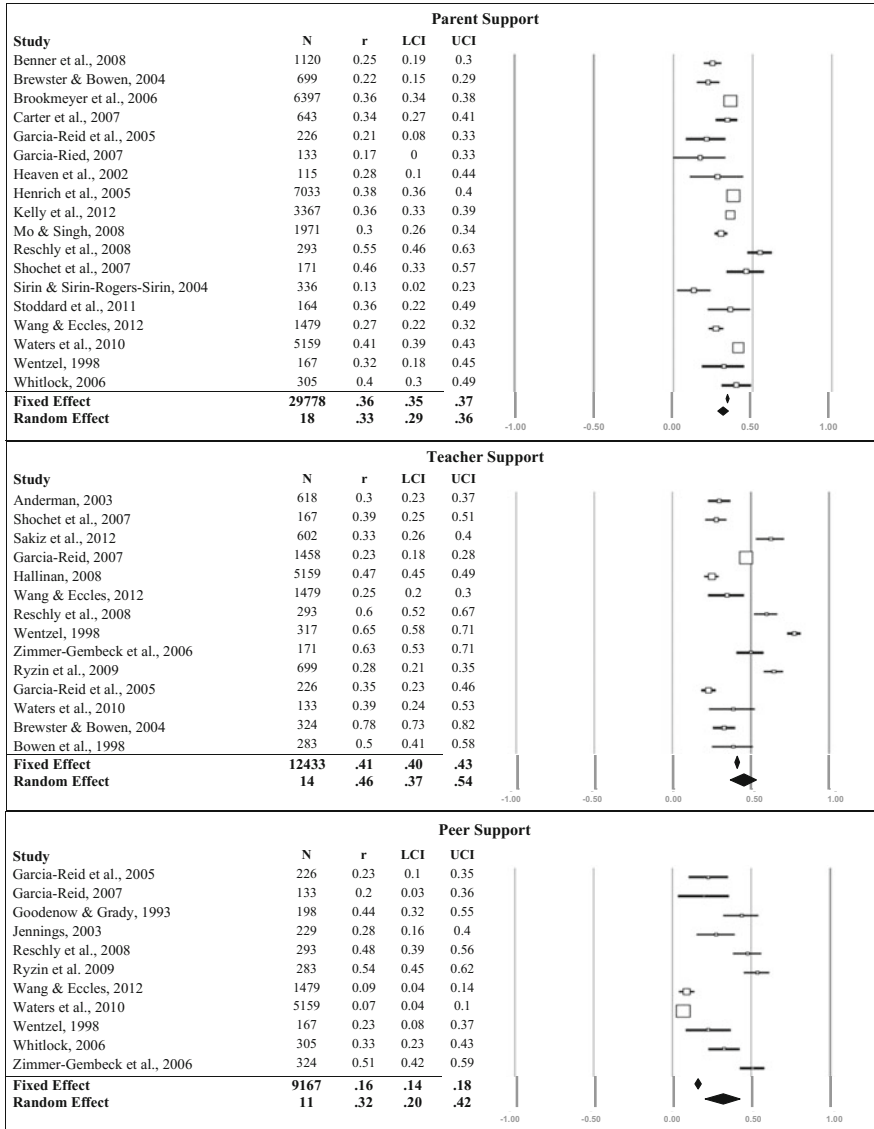 Parent Support
Study N r LCI UCI
Benner et al., 2008 1120 0.25 0.19 0.3
Brewster & Bowen, 2004 699 0.22 0.15 0.29
Brookmeyer et al., 2006 6397 0.36 0.34 0.38
Carter et al., 2007 643 0.34 0.27 0.41
Garcia-Reid et al., 2005 226 0.21 0.08 0.33
Garcia-Ried, 2007 133 0.17 0 0.33
Heaven et al., 2002 115 0.28 0.1 0.44
Henrich et al., 2005 7033 0.38 0.36 0.4
Kelly et al., 2012 3367 0.36 0.33 0.39
Mo & Singh, 2008 1971 0.3 0.26 0.34
Reschly et al., 2008 293 0.55 0.46 0.63
Shochet et al., 2007 171 0.46 0.33 0.57
Sirin & Sirin-Rogers-Sirin, 2004 336 0.13 0.02 0.23
Stoddard et al., 2011 164 0.36 0.22 0.49
Wang & Eccles, 2012 1479 0.27 0.22 0.32
Waters et al., 2010 5159 0.41 0.39 0.43
Wentzel, 1998 167 0.32 0.18 0.45
Whitlock, 2006 305 0.4 0.3 0.49
Fixed Effect 29778 .36 .35 .37
Random Effect 18 .33 .29 .36
-1.00 -0.50 0.00 0.50 1.00
Teacher Support
Study N r LCI UCI
Anderman, 2003 618 0.3 0.23 0.37
Shochet et al., 2007 167 0.39 0.25 0.51
Sakiz et al., 2012 602 0.33 0.26 0.4
Garcia-Reid, 2007 1458 0.23 0.18 0.28
Hallinan, 2008 5159 0.47 0.45 0.49
Wang & Eccles, 2012 1479 0.25 0.2 0.3
Reschly et al., 2008 293 0.6 0.52 0.67
Wentzel, 1998 317 0.65 0.58 0.71
Zimmer-Gembeck et al., 2006 171 0.63 0.53 0.71
Ryzin et al., 2009 699 0.28 0.21 0.35
Garcia-Reid et al., 2005 226 0.35 0.23 0.46
Waters et al., 2010 133 0.39 0.24 0.53
Brewster & Bowen, 2004 324 0.78 0.73 0.82
Bowen et al., 1998 283 0.5 0.41 0.58
Fixed Effect 12433 .41 .40 .43
Random Effect 14 .46 .37 .54
-1.00 -0.50 0.00 0.50 1.00
Peer Support
Study N r LCI UCI
Garcia-Reid et al., 2005 226 0.23 0.1 0.35
Garcia-Reid, 2007 133 0.2 0.03 0.36
Goodenow & Grady, 1993 198 0.44 0.32 0.55
Jennings, 2003 229 0.28 0.16 0.4
Reschly et al., 2008 293 0.48 0.39 0.56
Ryzin et al. 2009 283 0.54 0.45 0.62
Wang & Eccles, 2012 1479 0.09 0.04 0.14
Waters et al., 2010 5159 0.07 0.04 0.1
Wentzel, 1998 167 0.23 0.08 0.37
Whitlock, 2006 305 0.33 0.23 0.43
Zimmer-Gembeck et al., 2006 324 0.51 0.42 0.59
Fixed Effect 9167 .16 .14 .18
Random Effect 11 .32 .20 .42
-1.00 -0.50 0.00 0.50 1.00